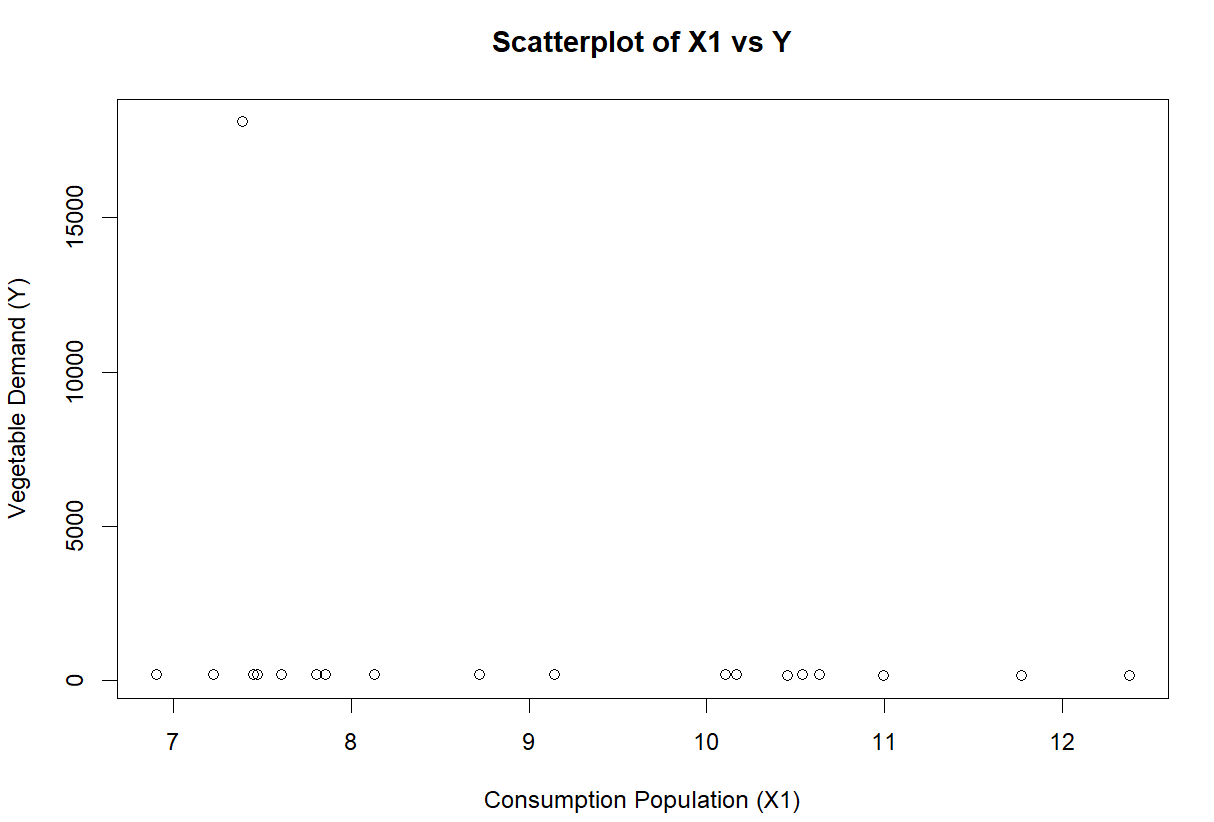 Scatterplot of X1 vs Y
Vegetable Demand (Y)
15000
10000
5000
0
7 8 9 10 11 12
Consumption Population (X1)